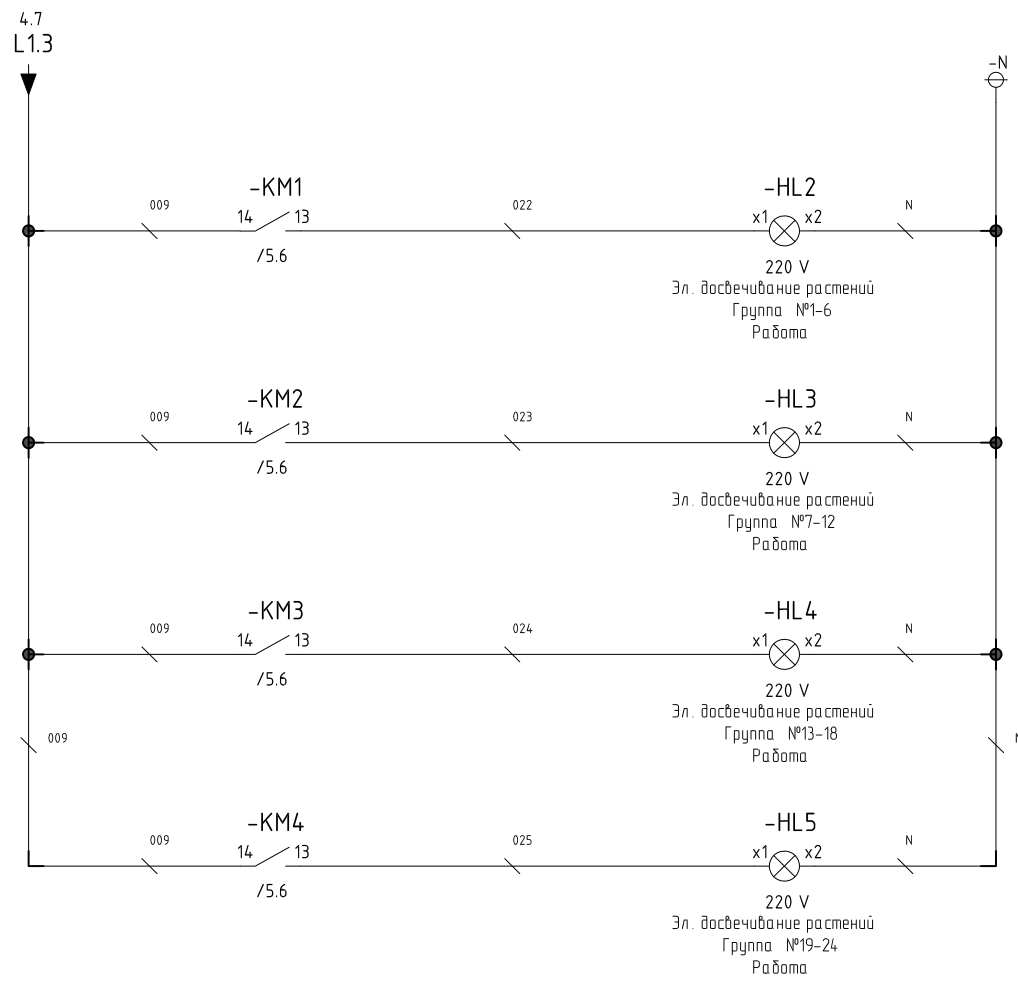 4.7
L1.3
-N
-KM1
-HL2
009
14
13
022
x1
x2
N
/5.6
220 V
Эл. досвечивание растений
Группа №1-6
Работа
-KM2
-HL3
009
14
13
023
x1
x2
N
/5.6
220 V
Эл. досвечивание растений
Группа №7-12
Работа
-KM3
-HL4
009
14
13
024
x1
x2
N
/5.6
220 V
Эл. досвечивание растений
Группа №13-18
Работа
009
-KM4
-HL5
009
14
13
025
x1
x2
N
/5.6
220 V
Эл. досвечивание растений
Группа №19-24
Работа